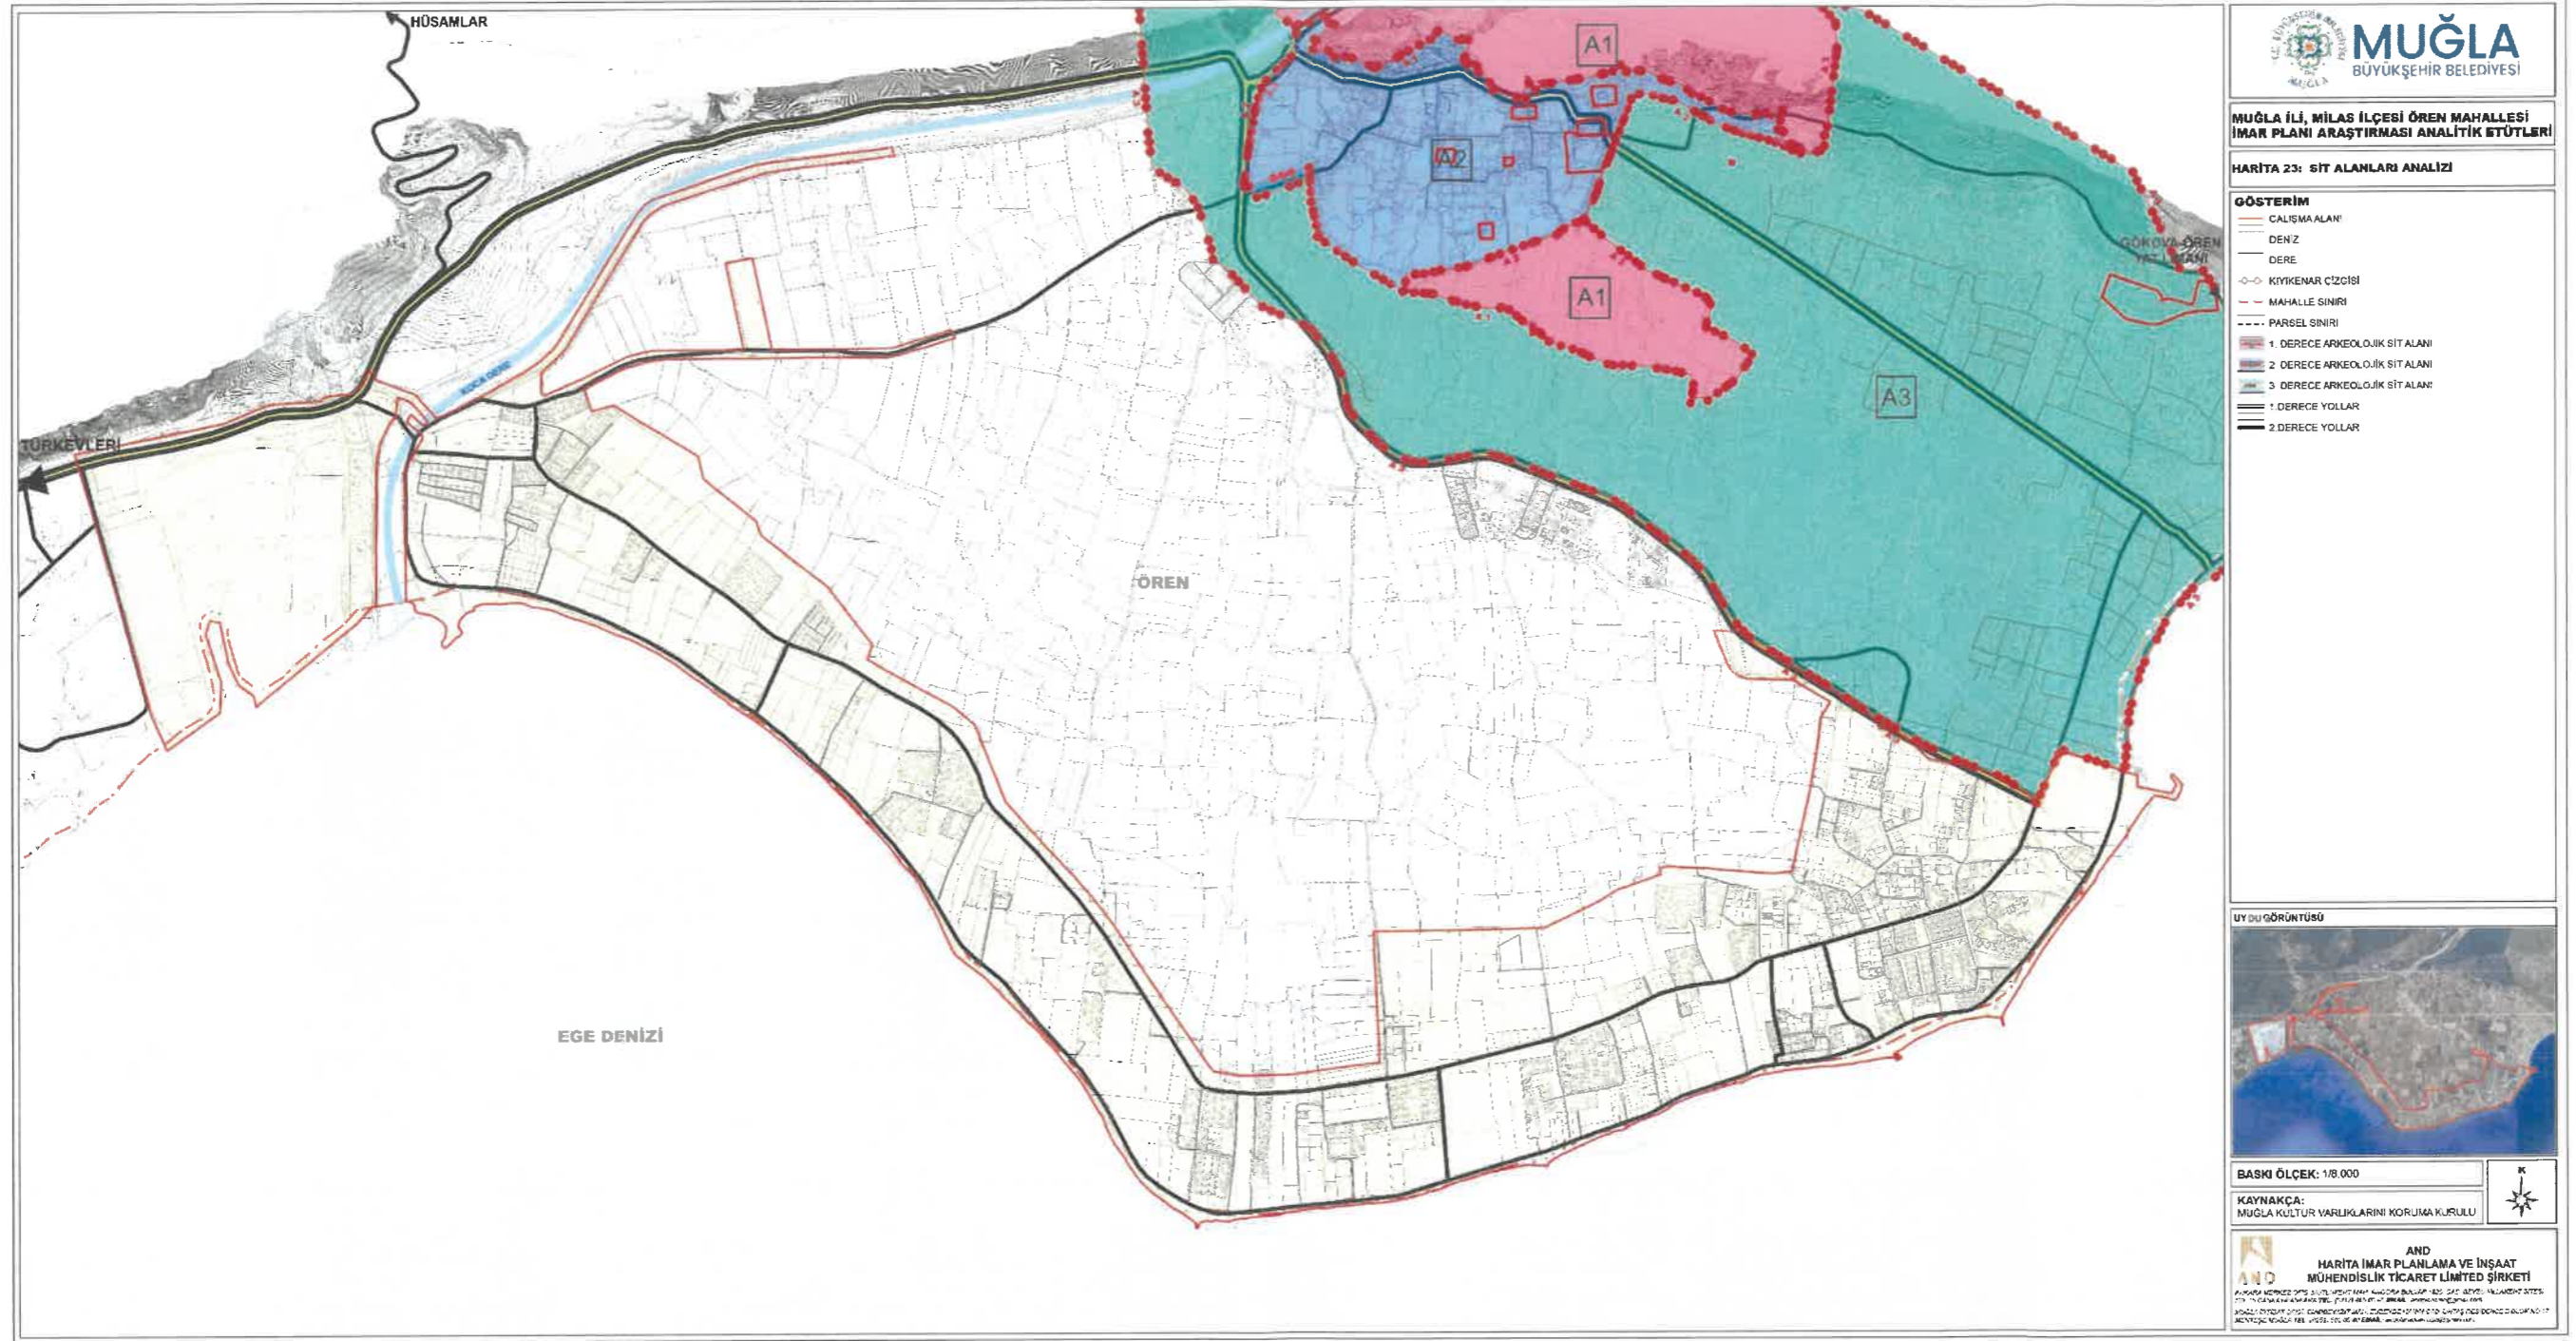 HÜSAMLAR
A1
A2
GÖKOVA-ÖREN
YAT LİMANI
A1
A3
KOCA DERE
TÜRKEVLERİ
ÖREN
EGE DENİZİ
MUĞLA
BÜYÜKŞEHİR BELEDİYESİ
MUĞLA İLİ, MİLAS İLÇESİ ÖREN MAHALLESİ
İMAR PLANI ARAŞTIRMASI ANALİTİK ETÜTLERİ
HARİTA 23: SİT ALANLARI ANALİZİ
GÖSTERİM
ÇALIŞMA ALANI
DENİZ
DERE
KIYI KENAR ÇİZGİSİ
MAHALLE SINIRI
PARSEL SINIRI
1. DERECE ARKEOLOJİK SİT ALANI
2 DERECE ARKEOLOJİK SİT ALANI
3 DERECE ARKEOLOJİK SİT ALANI
1.DERECE YOLLAR
2.DERECE YOLLAR
UYDU GÖRÜNTÜSÜ
BASKI ÖLÇEK: 1/8.000
K
KAYNAKÇA:
MUĞLA KÜLTÜR VARLIKLARINI KORUMA KURULU
AND
AND
HARİTA İMAR PLANLAMA VE İNŞAAT
MÜHENDİSLİK TİCARET LİMİTED ŞİRKETİ